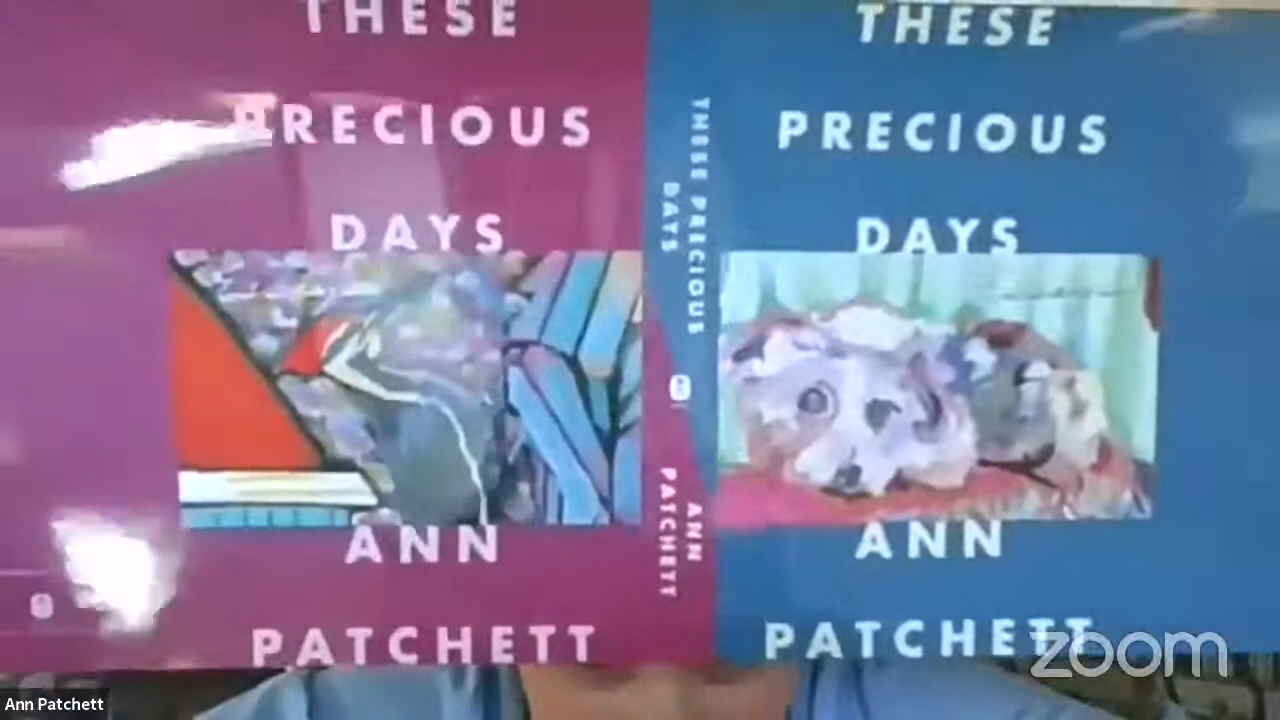 THESE
PRECIOUS
DAYS
ANN
PATCHETT
THESE PRECIOUS
DAYS
ANN
PATCHETT
THESE
PRECIOUS
DAYS
ANN
PATCHETT
zoom
Ann Patchett